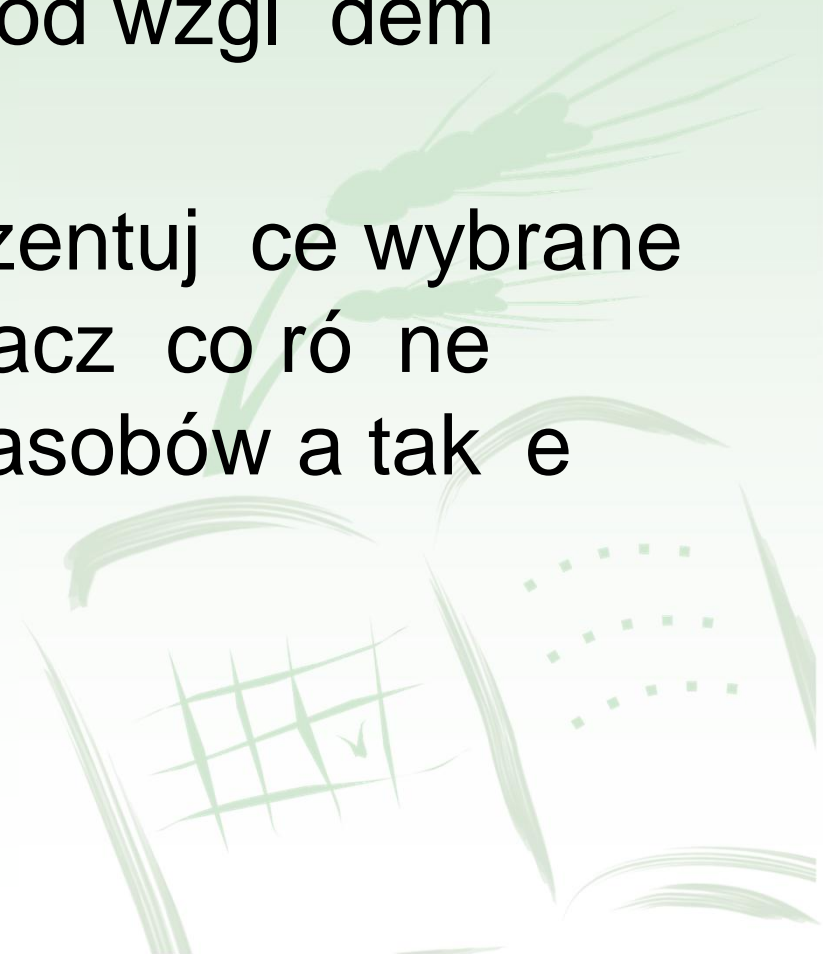 od wzgl dem
zentuj ce wybrane
acz co ró ne
asobów a tak e